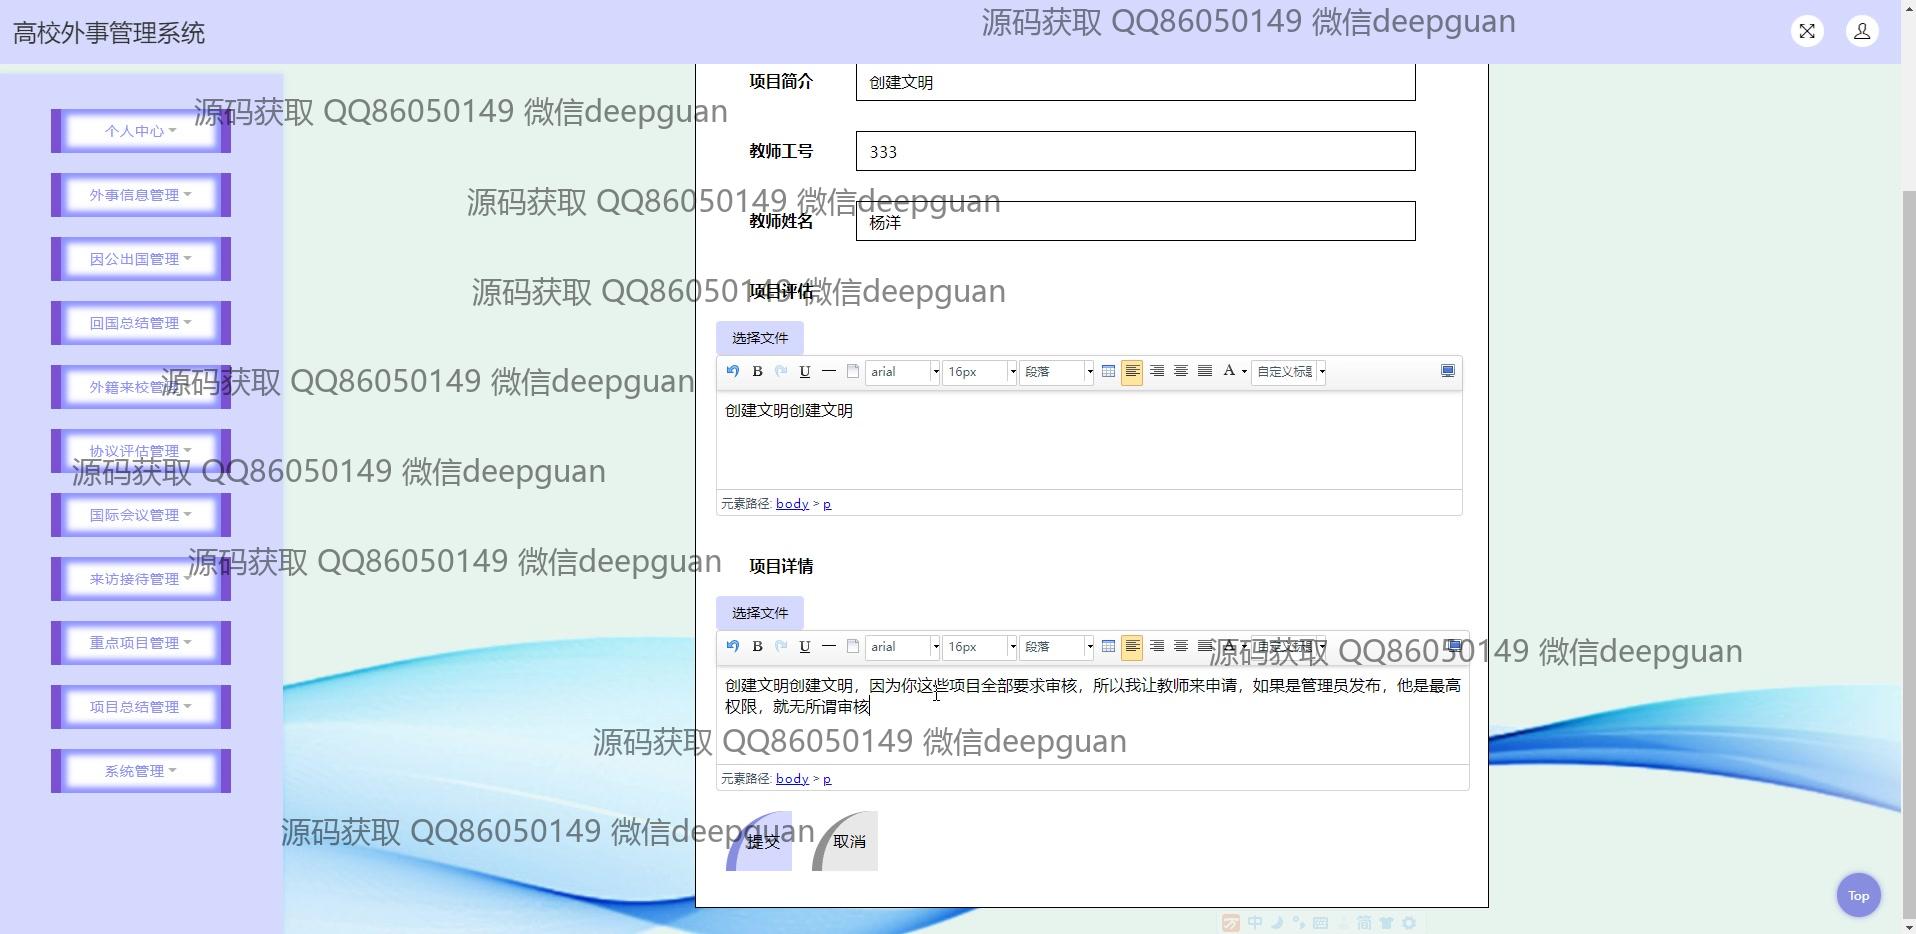 高校外事管理系统
源码获取 QQ86050149 微信deepguan
项目简介
创建文明
源码获取 QQ86050149 微信deepguan
个人中心
教师工号
333
外事信息管理
源码获取 QQ86050149 微信deepguan
教师姓名
杨洋
因公出国管理
源码获取 QQ86050149 微信deepguan
项目评估
回国总结管理
选择文件
B
U
arial
16px
段落
A
自定义标题
外籍来校管理
源码获取 QQ86050149 微信deepguan
创建文明创建文明
协议评估管理
源码获取 QQ86050149 微信deepguan
元素路径: body > p
国际会议管理
源码获取 QQ86050149 微信deepguan
项目详情
来访接待管理
选择文件
重点项目管理
B
U
arial
16px
段落
A
自定义标题
源码获取 QQ86050149 微信deepguan
创建文明创建文明，因为你这些项目全部要求审核，所以我让教师来申请，如果是管理员发布，他是最高
权限，就无所谓审核
项目总结管理
源码获取 QQ86050149 微信deepguan
系统管理
元素路径: body > p
源码获取 QQ86050149 微信deepguan
提交
取消
Top
中
简